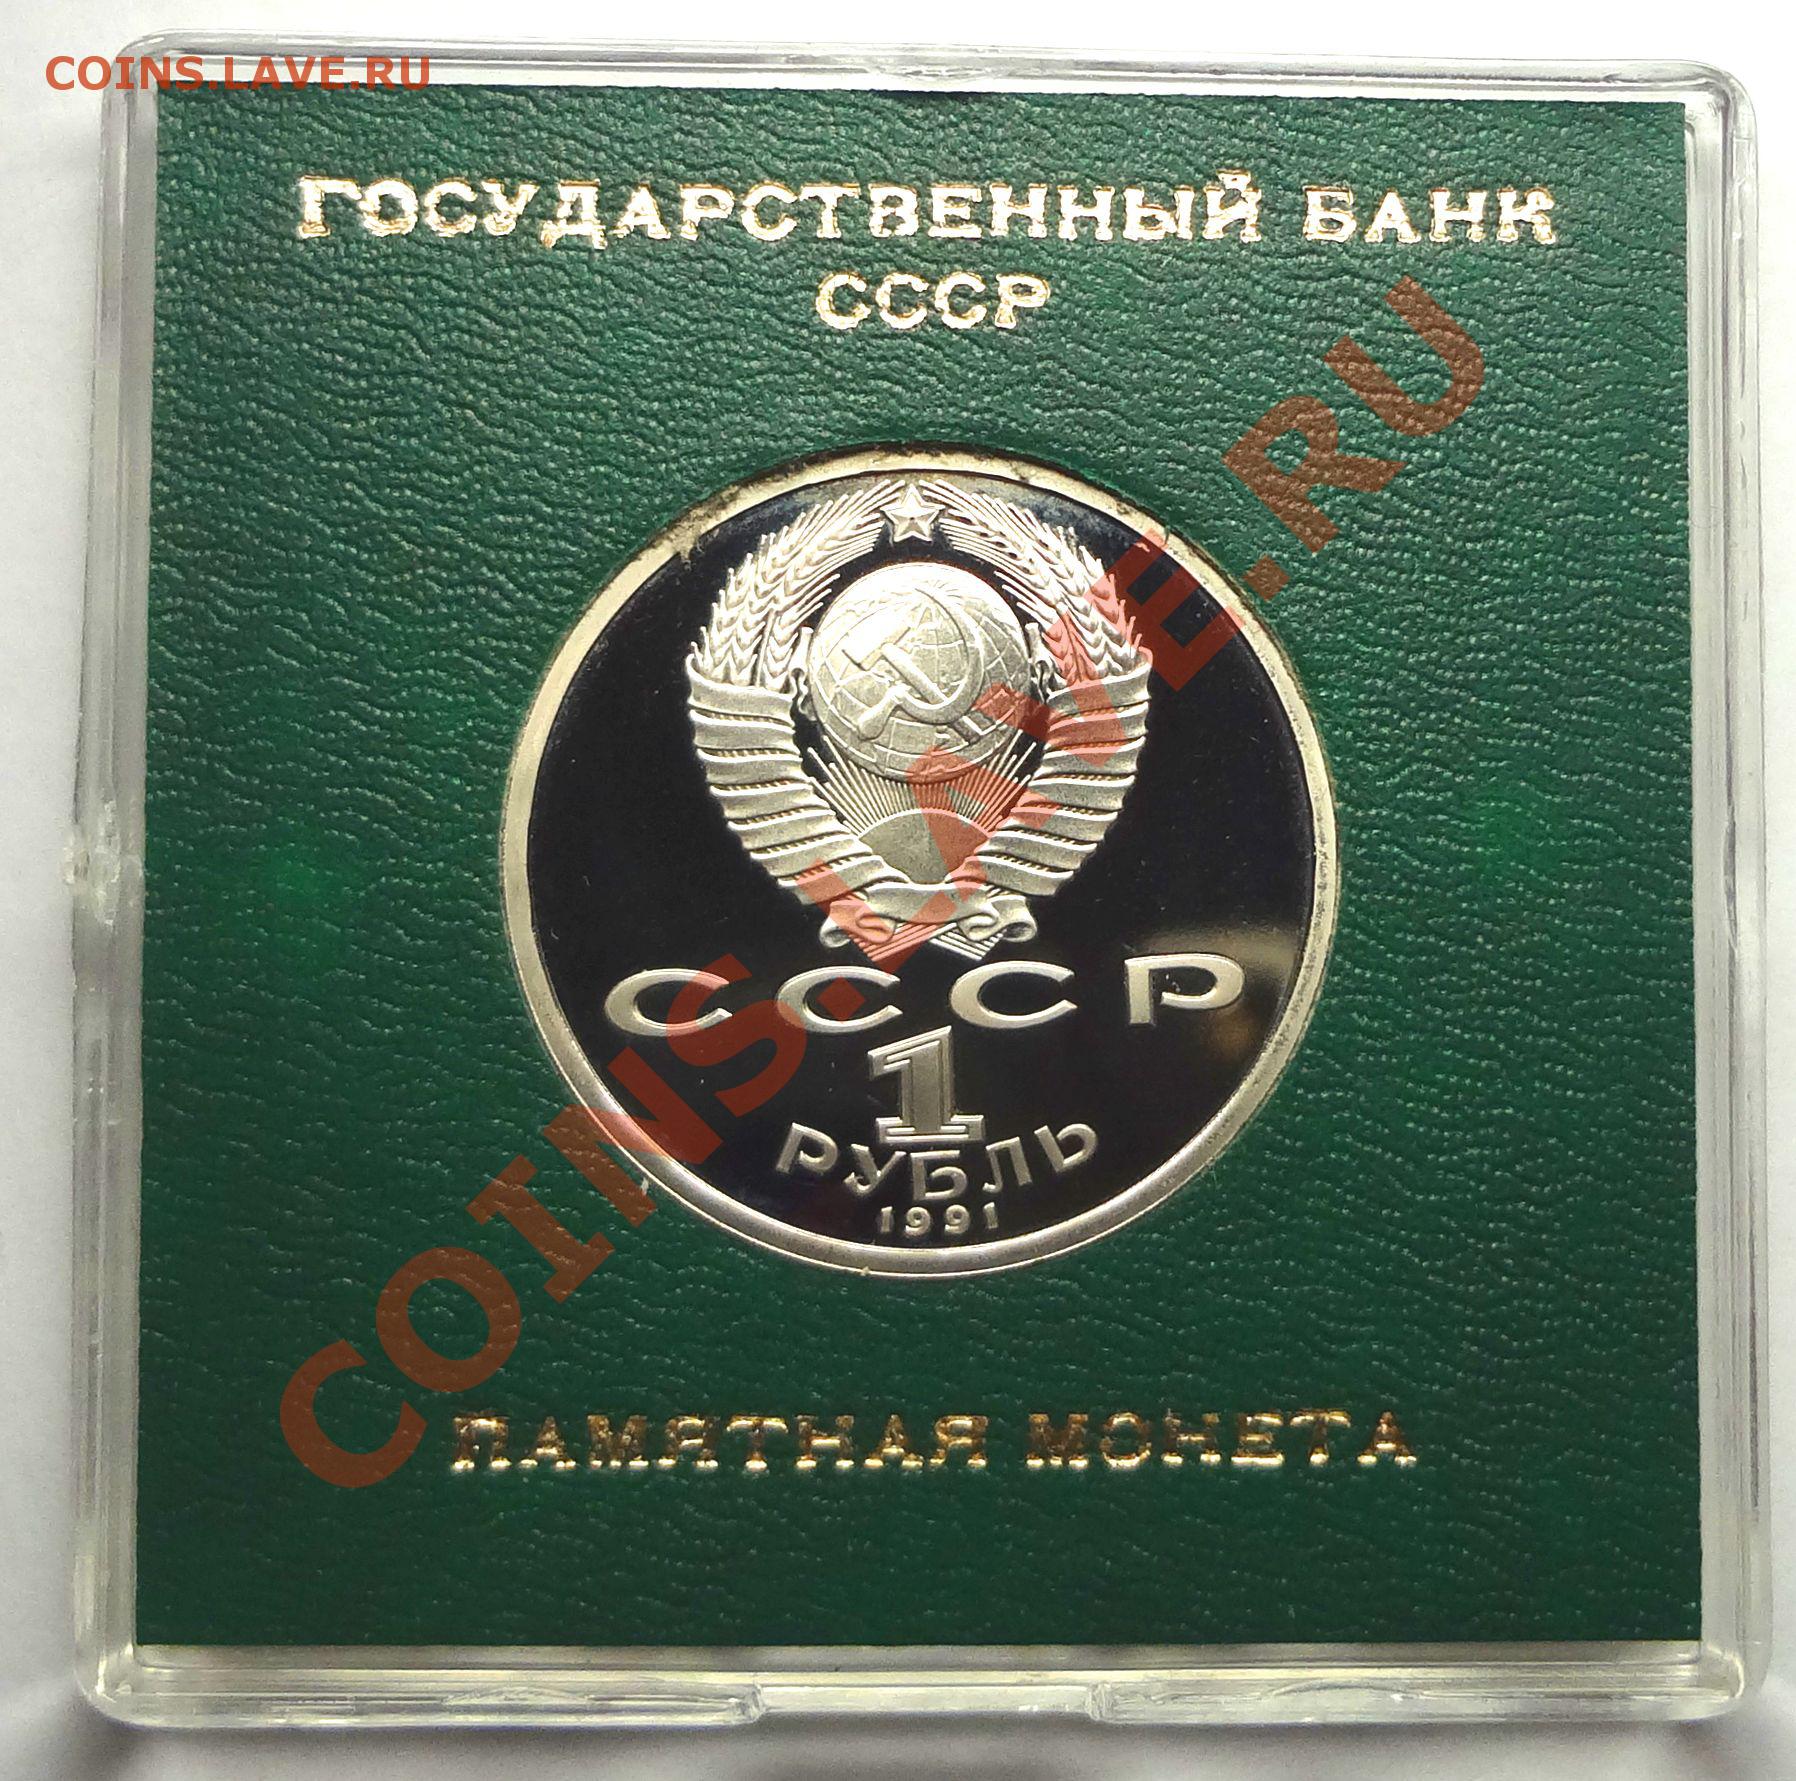 COINS.LAVE.RU
ГОСУДАРСТВЕННЫЙ БАНК
СССР
СССР
1
РУБЛЬ
1991
ПАМЯТНАЯ МОНЕТА
COINS.LAVE.RU